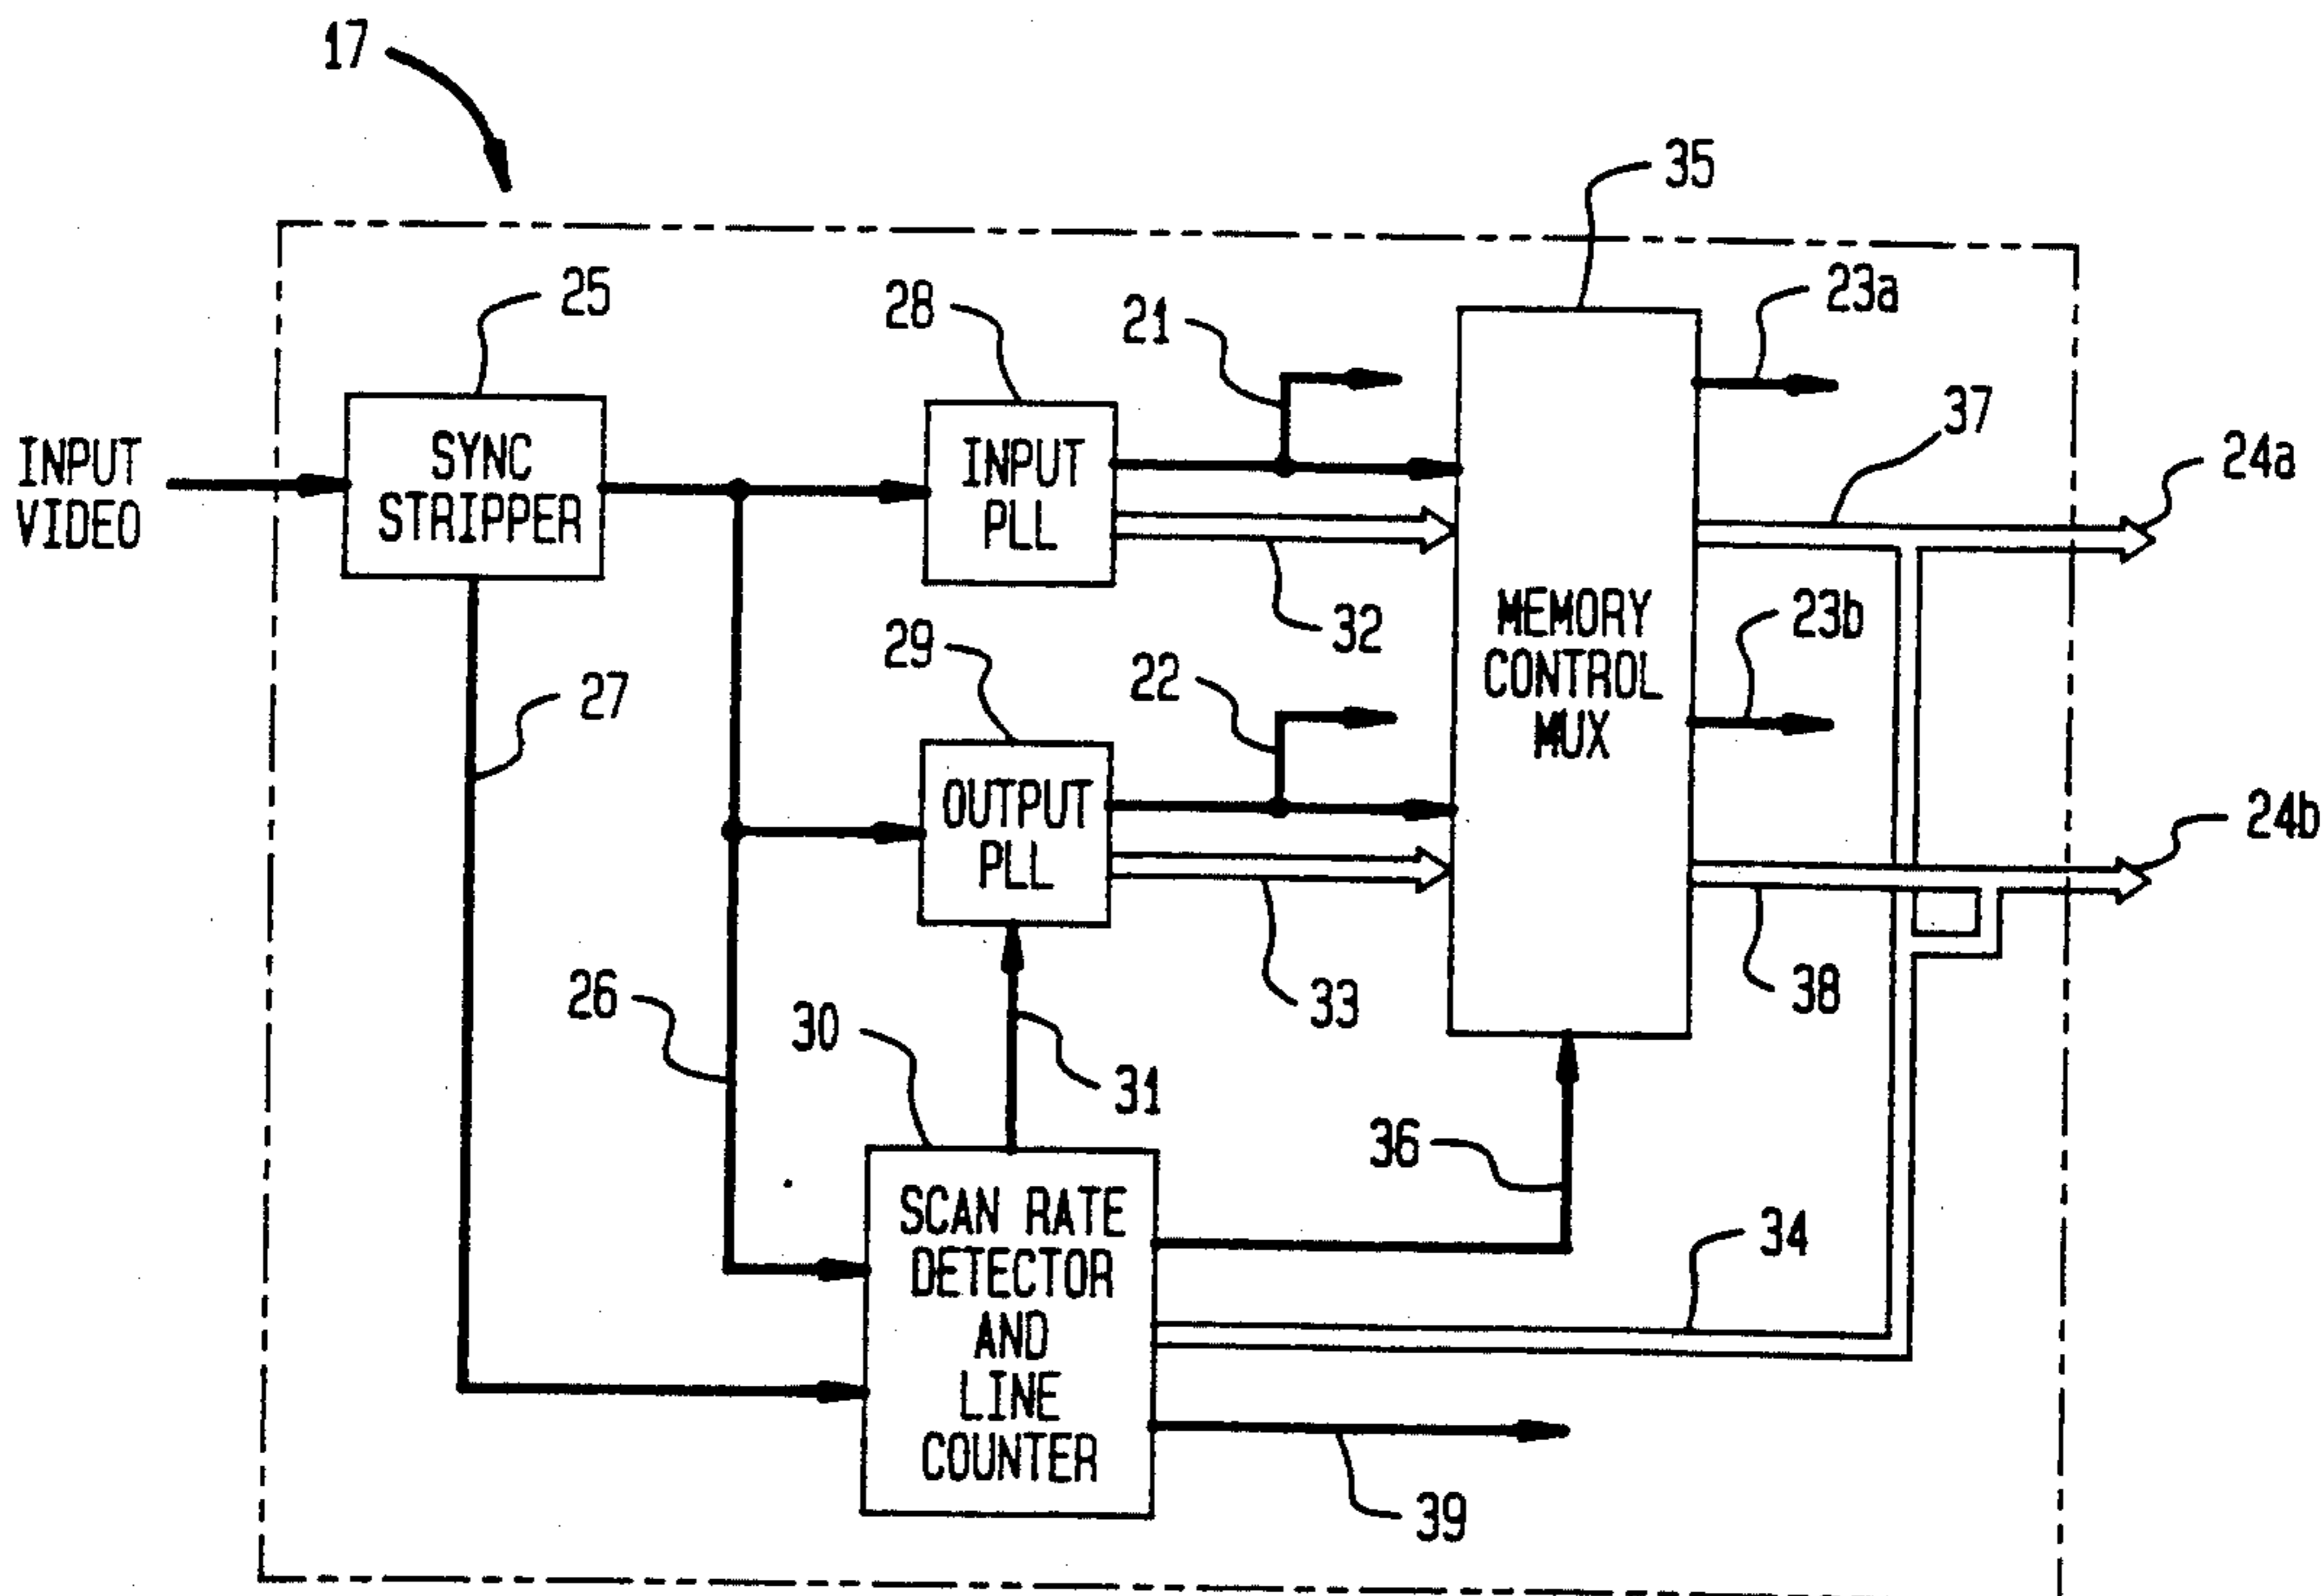 17
35
25
28
21
23a
37
24a
INPUT
VIDEO
SYNC
STRIPPER
INPUT
PLL
32
MEMORY
CONTROL
MUX
23b
29
22
27
OUTPUT
PLL
24b
26
30
33
38
31
36
34
SCAN RATE
DETECTOR
AND
LINE
COUNTER
39